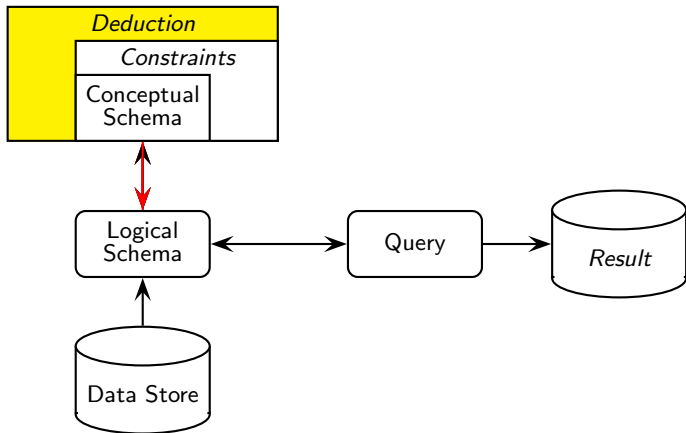 Deduction
Constraints
Conceptual
Schema
Logical
Schema
Query
Result
Data Store